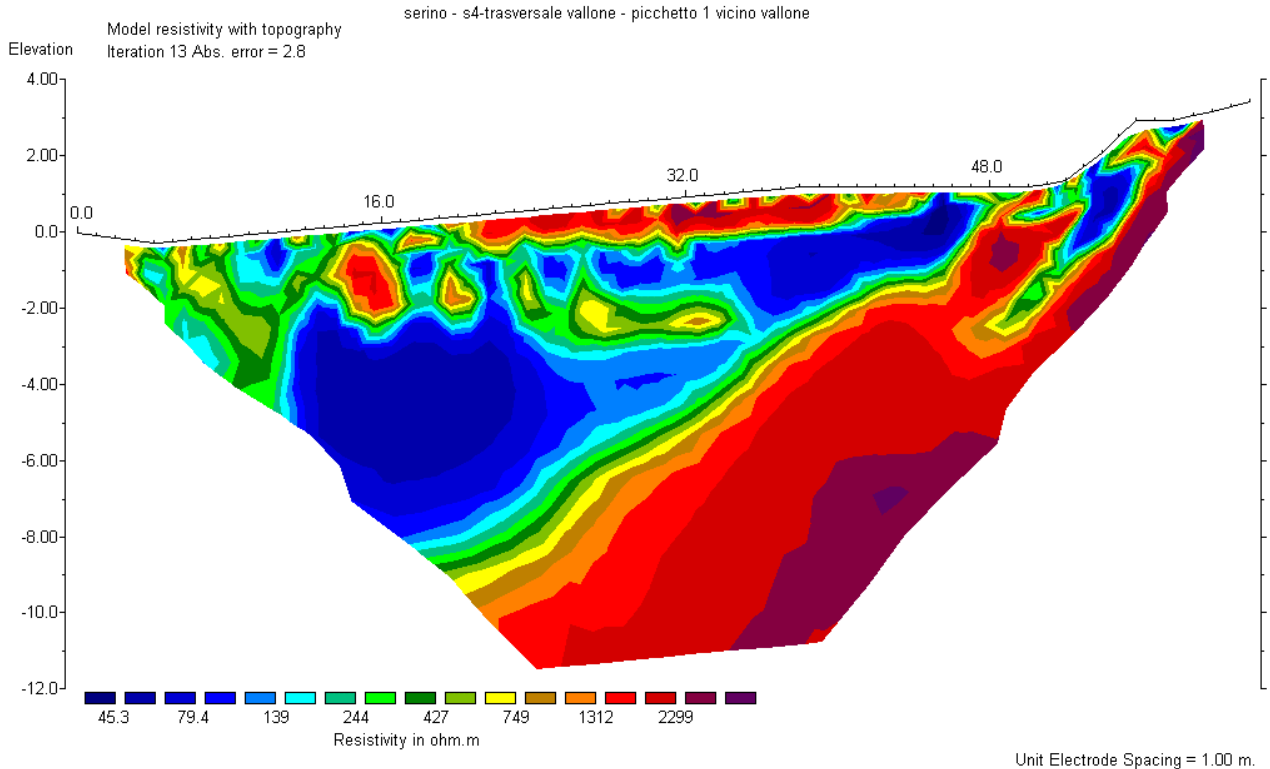 serino - s4-trasversale vallone - picchetto 1 vicino vallone
Model resistivity with topography
Elevation
Iteration 13 Abs. error = 2.8
4.00
2.00
0.0
-2.00
-4.00
-6.00
-8.00
-10.0
-12.0
0.0
16.0
32.0
48.0
45.3 79.4 139 244 427 749 1312 2299
Resistivity in ohm.m
Unit Electrode Spacing = 1.00 m.